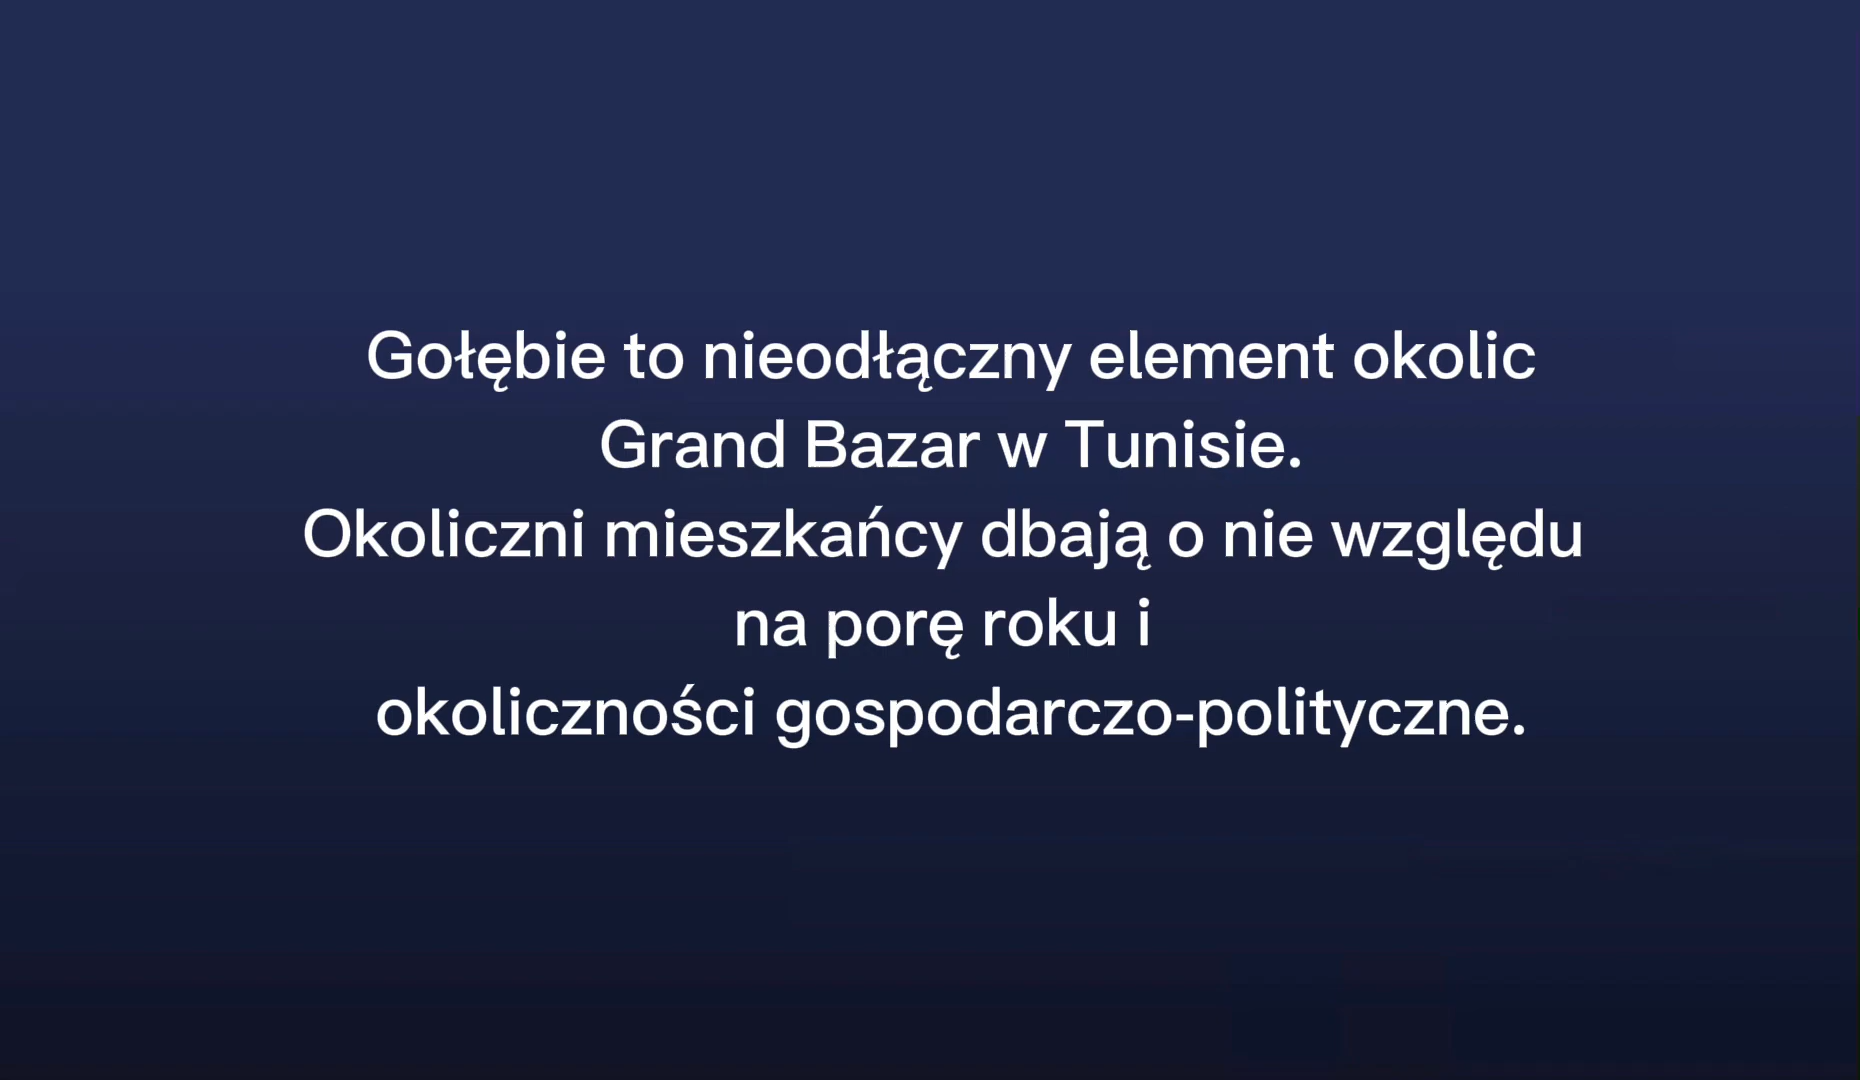 Gołębie to nieodłączny element okolic
Grand Bazar w Tunisie.
Okoliczni mieszkańcy dbają o nie względu
na porę roku i
okoliczności gospodarczo-polityczne.